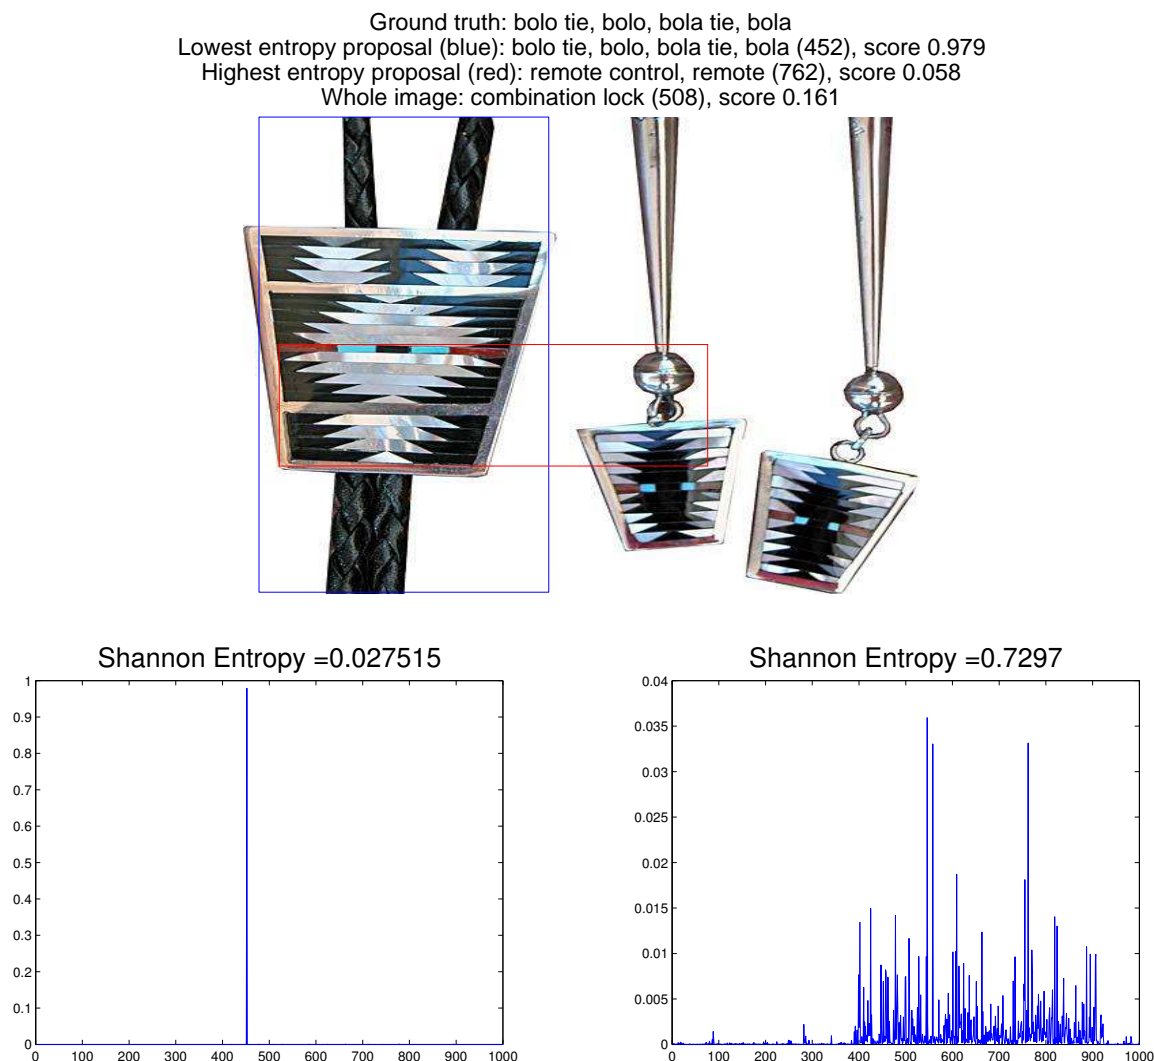 Ground truth: bolo tie, bolo, bola tie, bola
Lowest entropy proposal (blue): bolo tie, bolo, bola tie, bola (452), score 0.979
Highest entropy proposal (red): remote control, remote (762), score 0.058
Whole image: combination lock (508), score 0.161
Shannon Entropy =0.027515
Shannon Entropy =0.7297
1
0.9
0.8
0.7
0.6
0.5
0.4
0.3
0.2
0.1
0
0 100 200 300 400 500 600 700 800 900 1000
0.04
0.035
0.03
0.025
0.02
0.015
0.01
0.005
0
0 100 200 300 400 500 600 700 800 900 1000